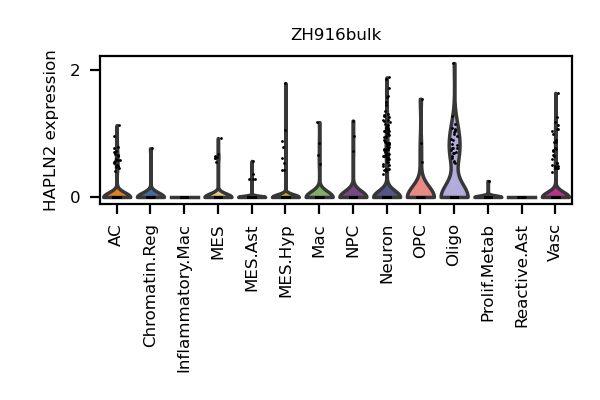 ZH916bulk
HAPLN2 expression
2
0
AC
Chromatin.Reg
Inflammatory.Mac
MES
MES.Ast
MES.Hyp
Mac
NPC
Neuron
OPC
Oligo
Prolif.Metab
Reactive.Ast
Vasc